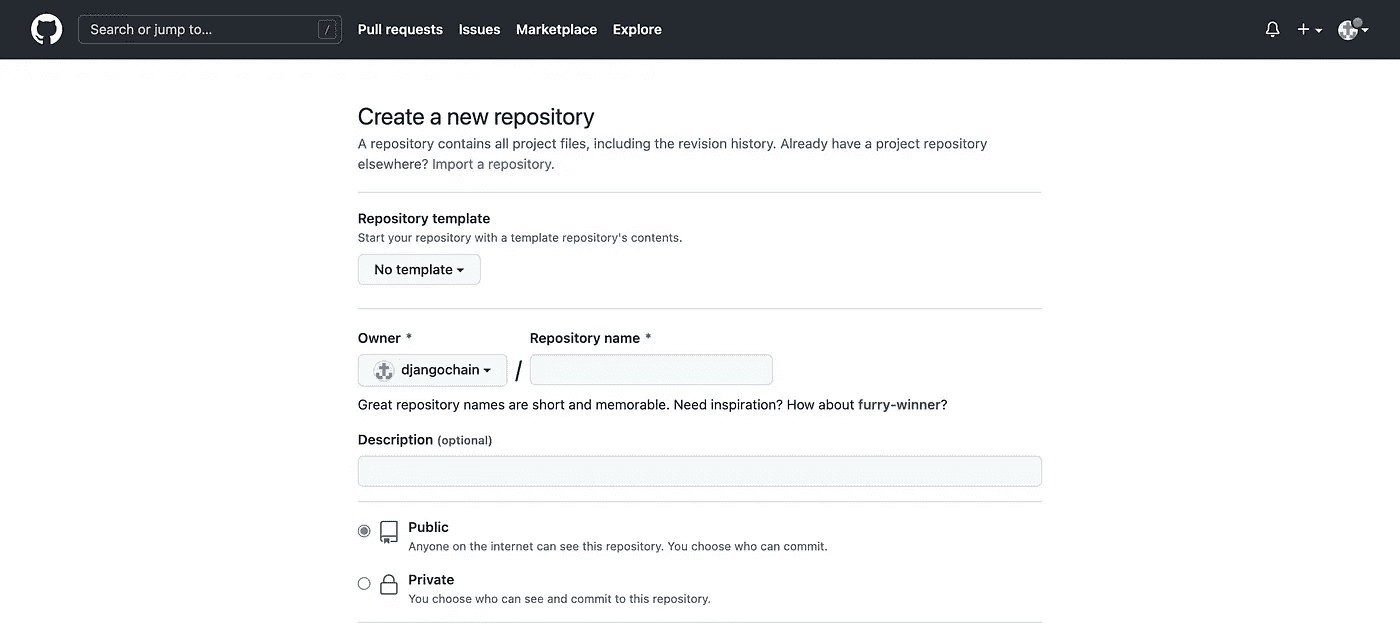 Search or jump to... /
Pull requests Issues Marketplace Explore
Create a new repository
A repository contains all project files, including the revision history. Already have a project repository
elsewhere? Import a repository.
Repository template
Start your repository with a template repository's contents.
No template
Owner * Repository name *
djangochain /
Great repository names are short and memorable. Need inspiration? How about furry-winner?
Description (optional)
Public
Anyone on the internet can see this repository. You choose who can commit.
Private
You choose who can see and commit to this repository.